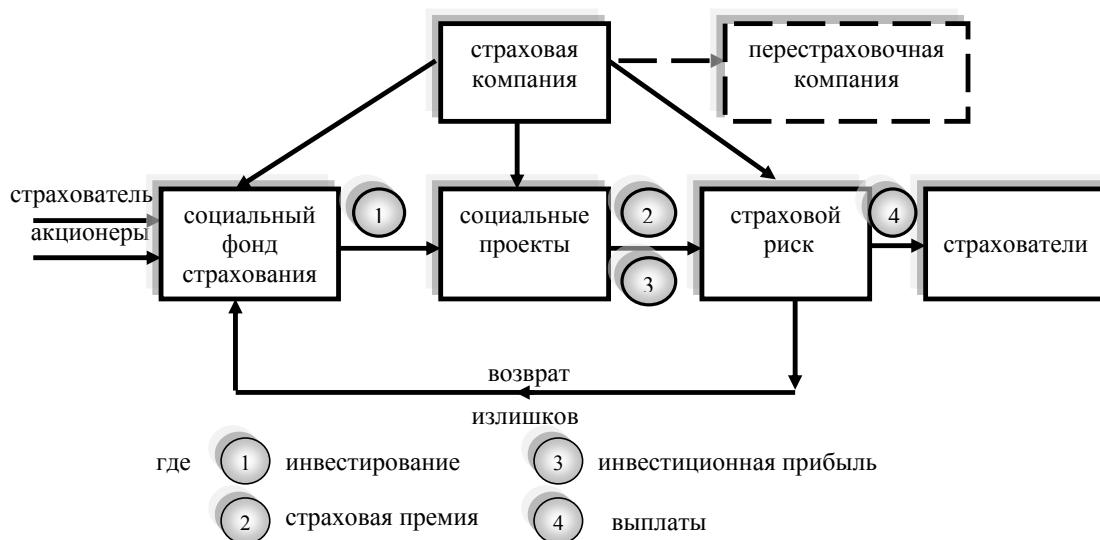 страховая
компания
перестраховочная
компания
страхователь
акционеры
социальный
фонд
страхования
1
социальные
проекты
2
3
страховой
риск
4
страхователи
возврат
излишков
где
1 инвестирование
3 инвестиционная прибыль
2 страховая премия
4 выплаты